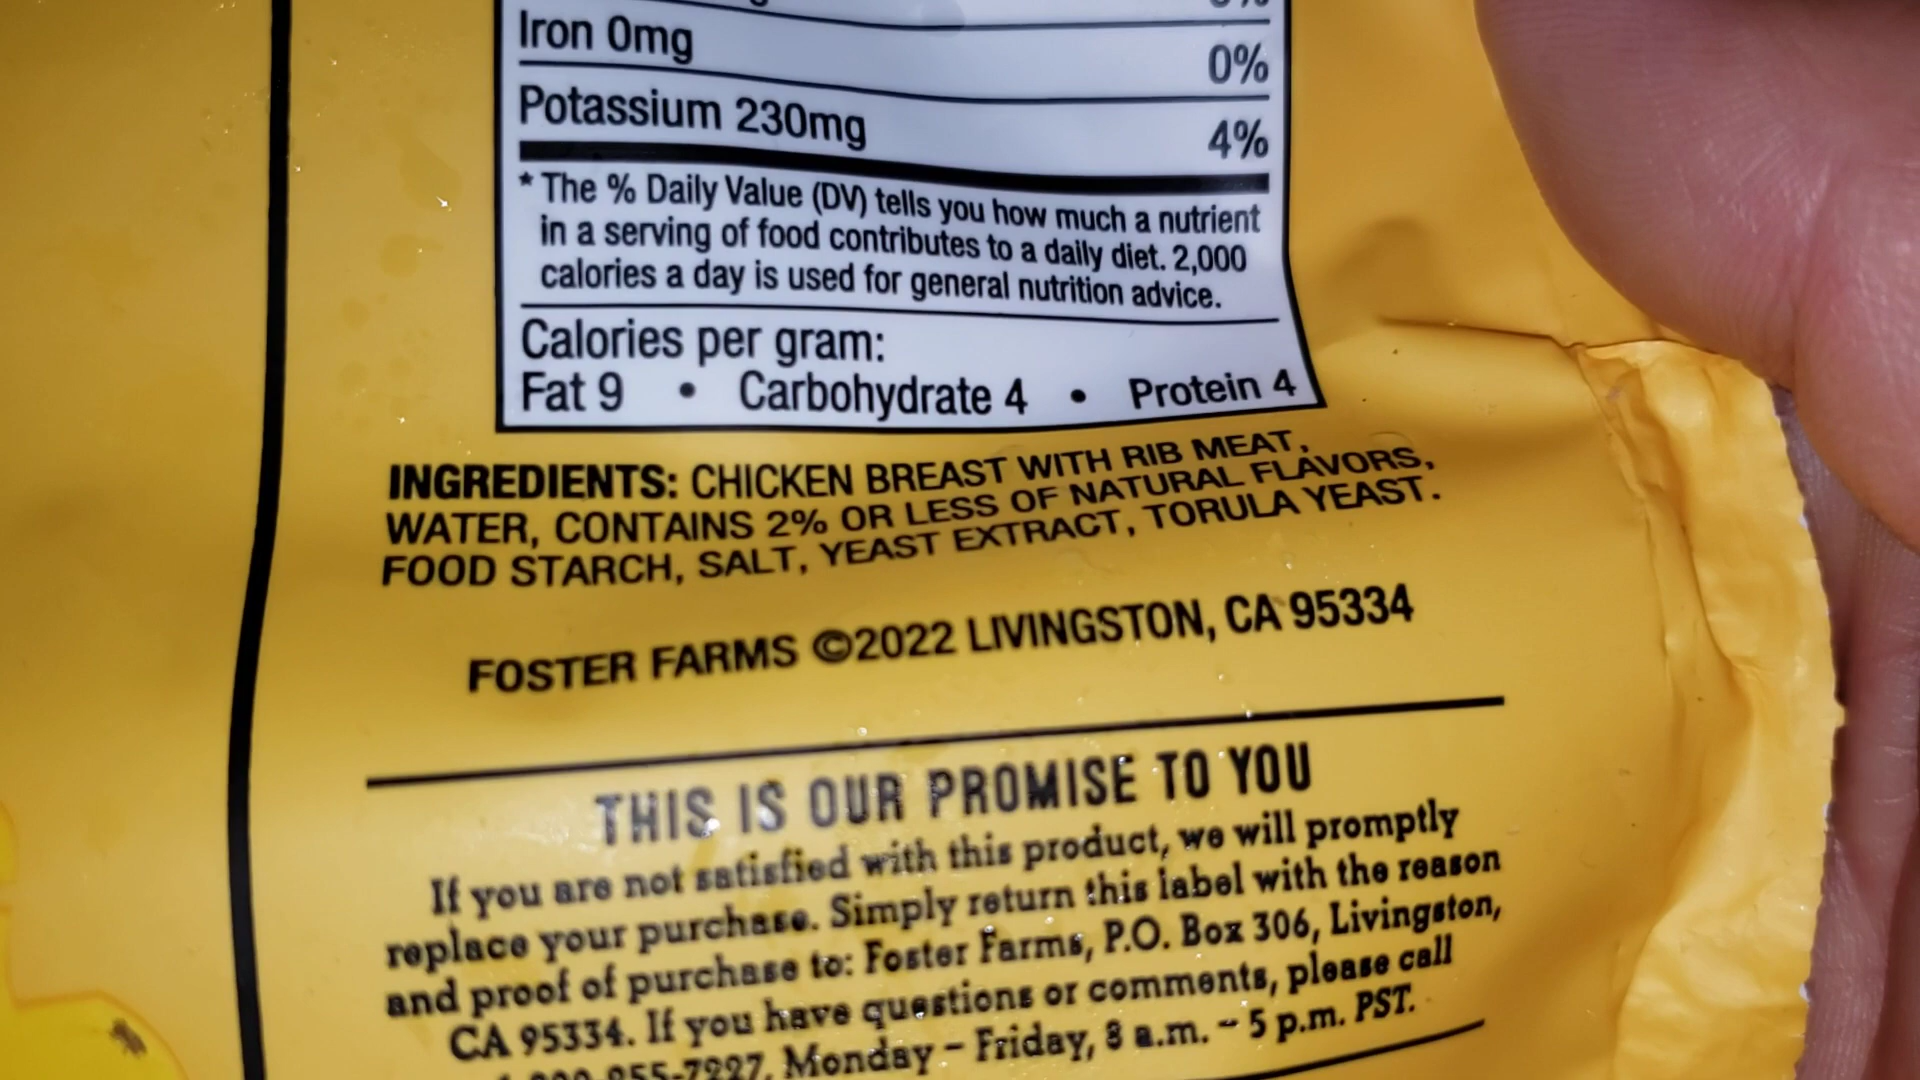 Iron 0mg 0%
Potassium 230mg 4%
* The % Daily Value (DV) tells you how much a nutrient
in a serving of food contributes to a daily diet. 2,000
calories a day is used for general nutrition advice.
Calories per gram:
Fat 9 • Carbohydrate 4 • Protein 4
INGREDIENTS: CHICKEN BREAST WITH RIB MEAT,
WATER, CONTAINS 2% OR LESS OF NATURAL FLAVORS,
FOOD STARCH, SALT, YEAST EXTRACT, TORULA YEAST.
FOSTER FARMS ©2022 LIVINGSTON, CA 95334
THIS IS OUR PROMISE TO YOU
If you are not satisfied with this product, we will promptly
replace your purchase. Simply return this label with the reason
and proof of purchase to: Foster Farms, P.O. Box 306, Livingston,
CA 95334. If you have questions or comments, please call
Monday – Friday, 8 a.m. – 5 p.m. PST.